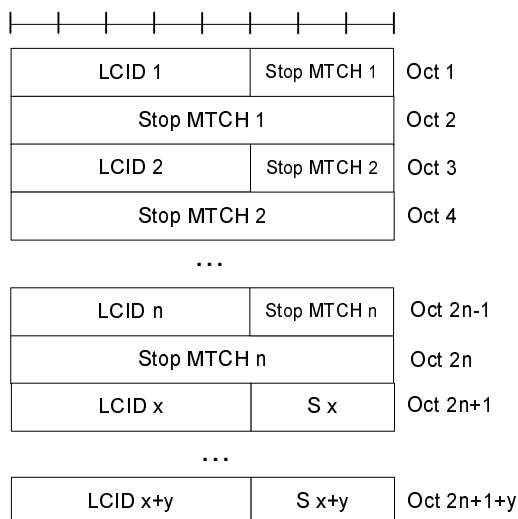 LCID 1 Stop MTCH 1 Oct 1
Stop MTCH 1 Oct 2
LCID 2 Stop MTCH 2 Oct 3
Stop MTCH 2 Oct 4
...
LCID n Stop MTCH n Oct 2n-1
Stop MTCH n Oct 2n
LCID x S x Oct 2n+1
...
LCID x+y S x+y Oct 2n+1+y